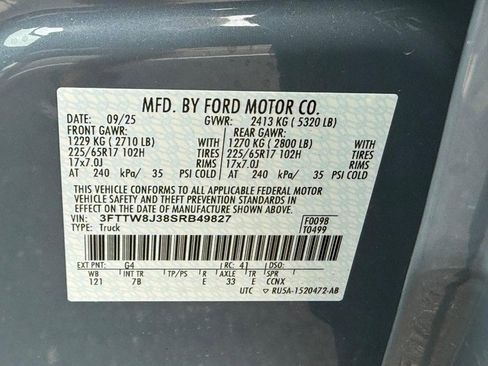 MFD. BY FORD MOTOR CO.
DATE: 09/25 GVWR: 2413 KG ( 5320 LB)
FRONT GAWR: REAR GAWR:
1229 KG ( 2710 LB) WITH 1270 KG ( 2800 LB) WITH
225/65R17 102H TIRES 225/65R17 102H TIRES
17x7.0J RIMS 17x7.0J RIMS
AT 240 kPa / 35 PSI COLD AT 240 kPa / 35 PSI COLD
THIS VEHICLE CONFORMS TO ALL APPLICABLE FEDERAL MOTOR
VEHICLE SAFETY AND THEFT PREVENTION STANDARDS IN EFFECT
ON THE DATE OF MANUFACTURE SHOWN ABOVE.
VIN: 3FTTW8J38SRB49827 F0098
TYPE: Truck T0499
EXT PNT: G4 RC: 41 DSO:
WB INT TR TP/PS R AXLE TR SPR
121 7B E 33 E CCNX
UTC RUSA-1520472-AB